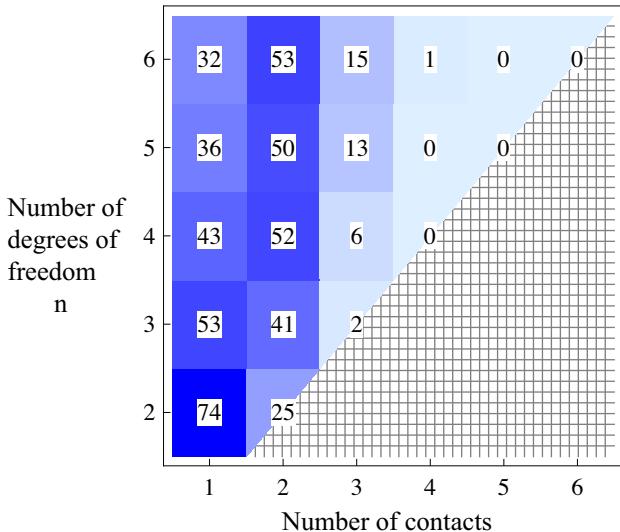 6 32 53 15 1 0 0
5 36 50 13 0 0
Number of
degrees of
freedom
n
4 43 52 6 0
3 53 41 2
2 74 25
1 2 3 4 5 6
Number of contacts